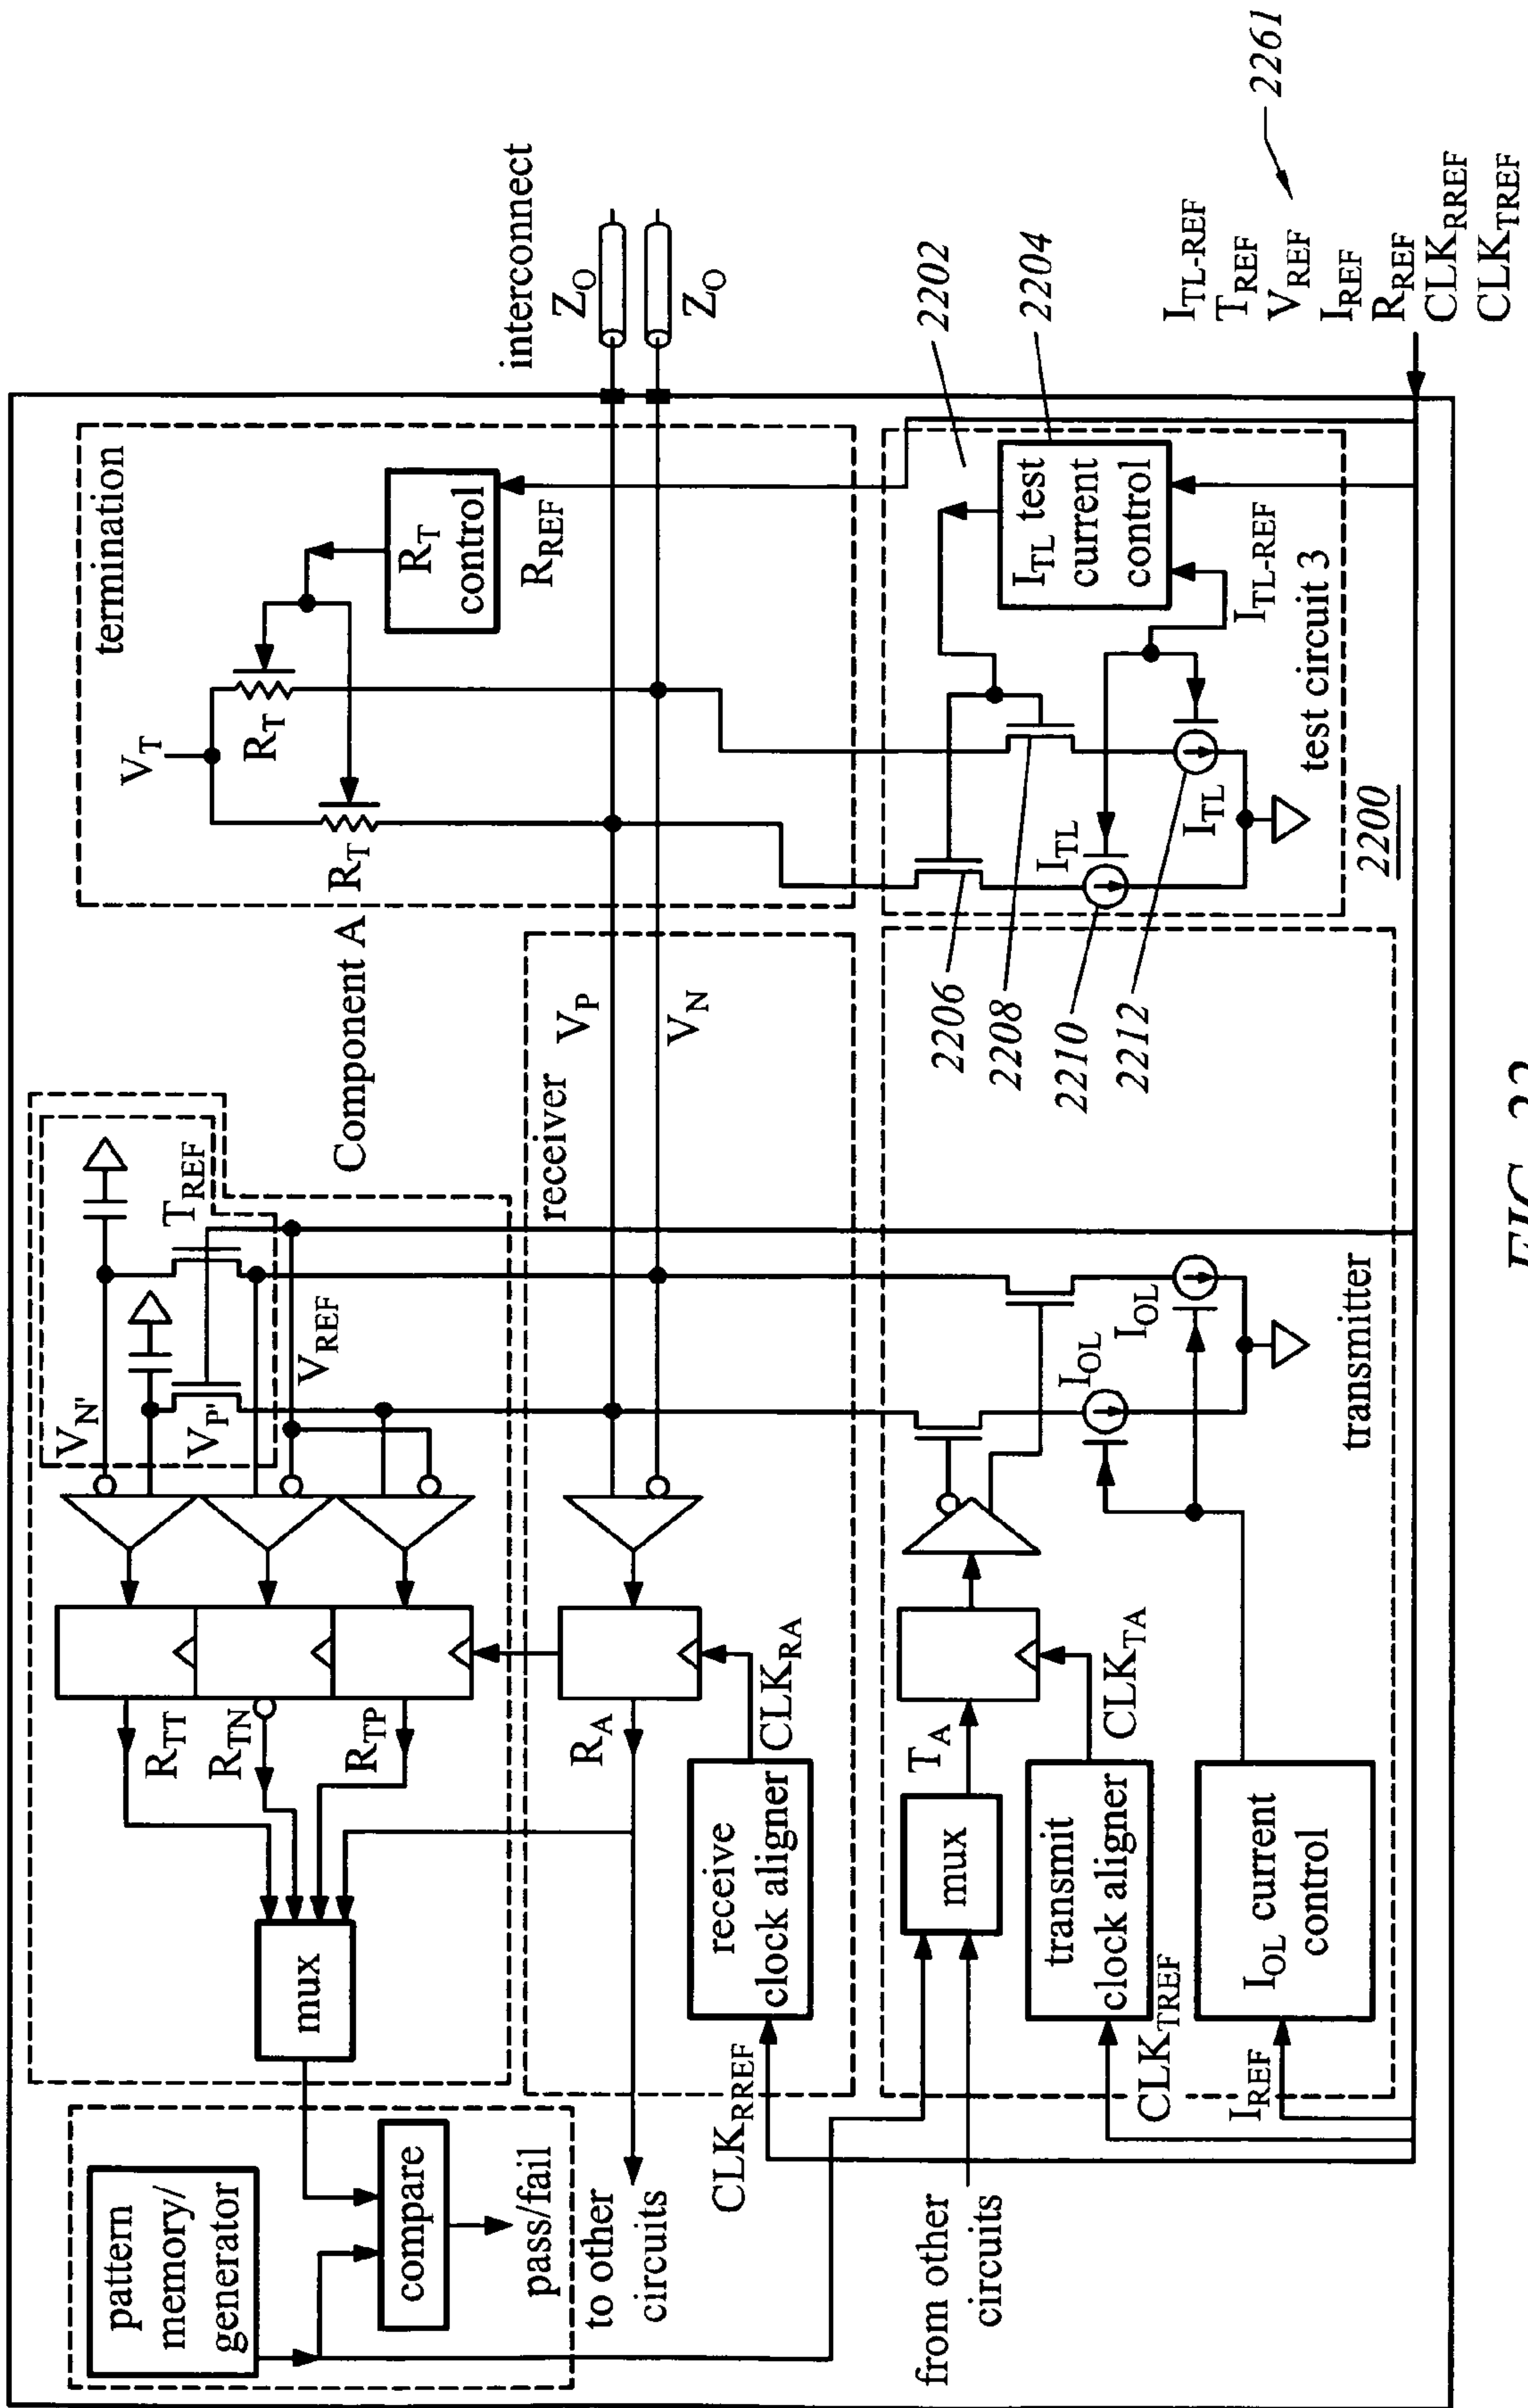 pattern
memory/
generator
compare
pass/fail
to other
circuits
mux
R_TT
R_TN
R_TP
V_N'
V_P'
T_REF
V_REF
Component A
termination
V_T
R_T
R_T
R_T
control
R_REF
interconnect
Z_O
Z_O
receiver
V_P
V_N
R_A
CLK_RA
receive
clock aligner
CLK_RREF
from other
circuits
mux
T_A
CLK_TA
transmit
clock aligner
CLK_TREF
I_OL current
control
I_REF
I_OL
I_OL
transmitter
2202
2204
I_TL test
current
control
I_TL-REF
I_TL
I_TL
test circuit 3
2206
2208
2210
2212
2200
I_TL-REF
T_REF
V_REF
I_REF
R_REF
CLK_RREF
CLK_TREF
2261